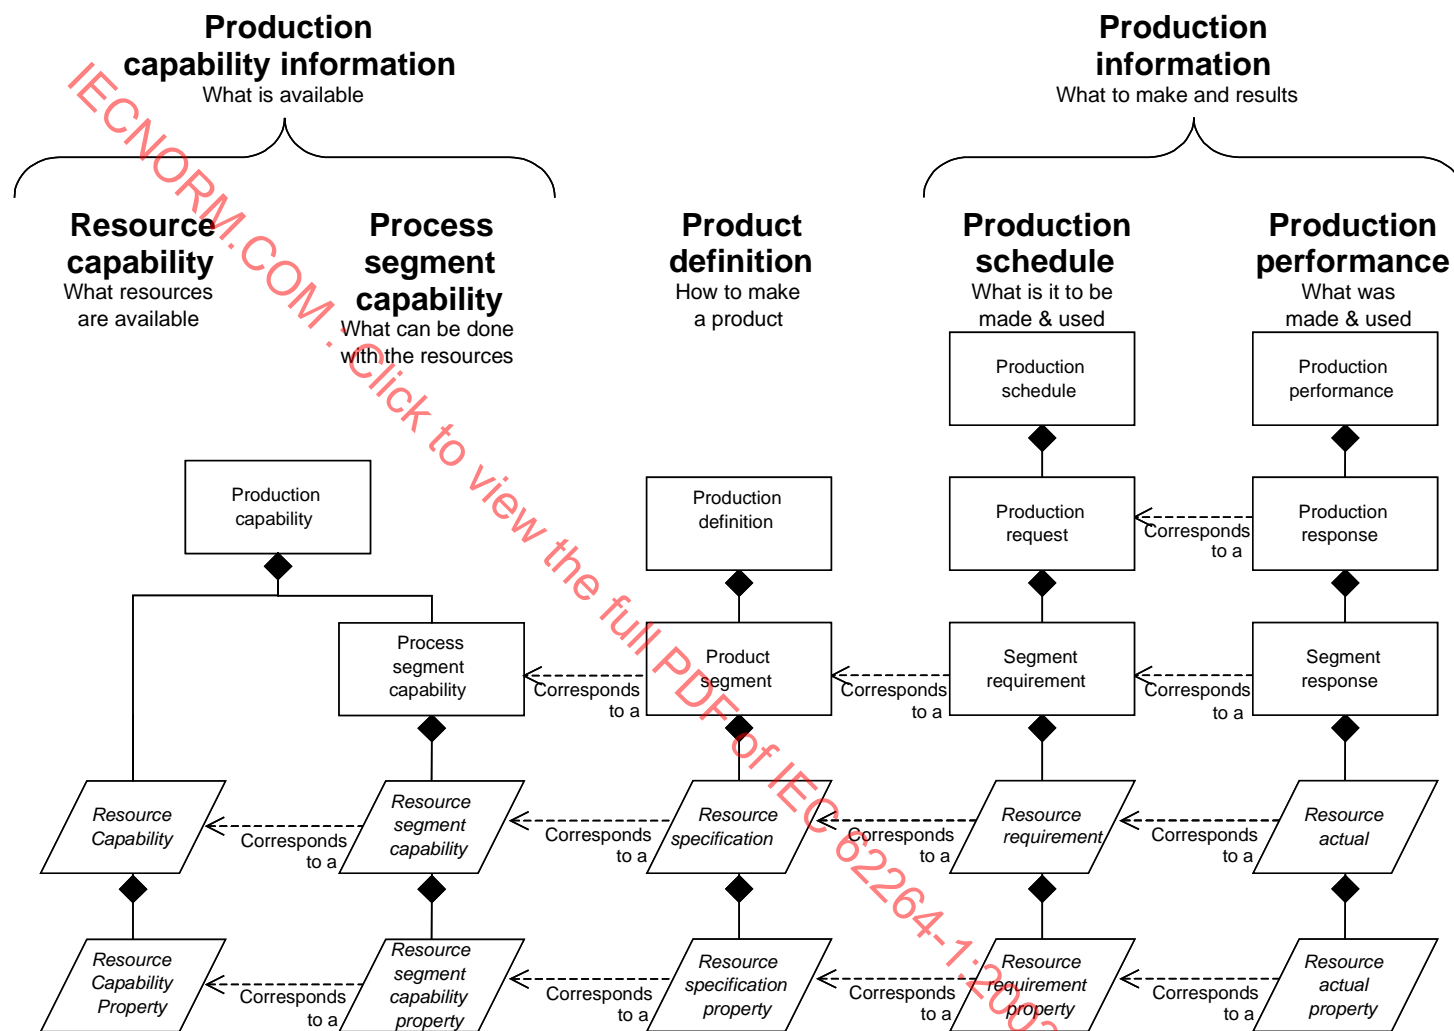 Production
capability information
What is available
Production
information
What to make and results
Resource
capability
What resources
are available
Process
segment
capability
What can be done
with the resources
Product
definition
How to make
a product
Production
schedule
What is it to be
made & used
Production
performance
What was
made & used
Production
schedule
Production
performance
Production
capability
Production
definition
Production
request
Corresponds
to a
Production
response
Process
segment
capability
Corresponds
to a
Product
segment
Corresponds
to a
Segment
requirement
Corresponds
to a
Segment
response
Resource
Capability
Corresponds
to a
Resource
segment
capability
Corresponds
to a
Resource
specification
Corresponds
to a
Resource
requirement
Corresponds
to a
Resource
actual
Resource
Capability
Property
Corresponds
to a
Resource
segment
capability
property
Corresponds
to a
Resource
specification
property
Corresponds
to a
Resource
requirement
property
Corresponds
to a
Resource
actual
property
IECNORM.COM : Click to view the full PDF of IEC 62264-1:2003